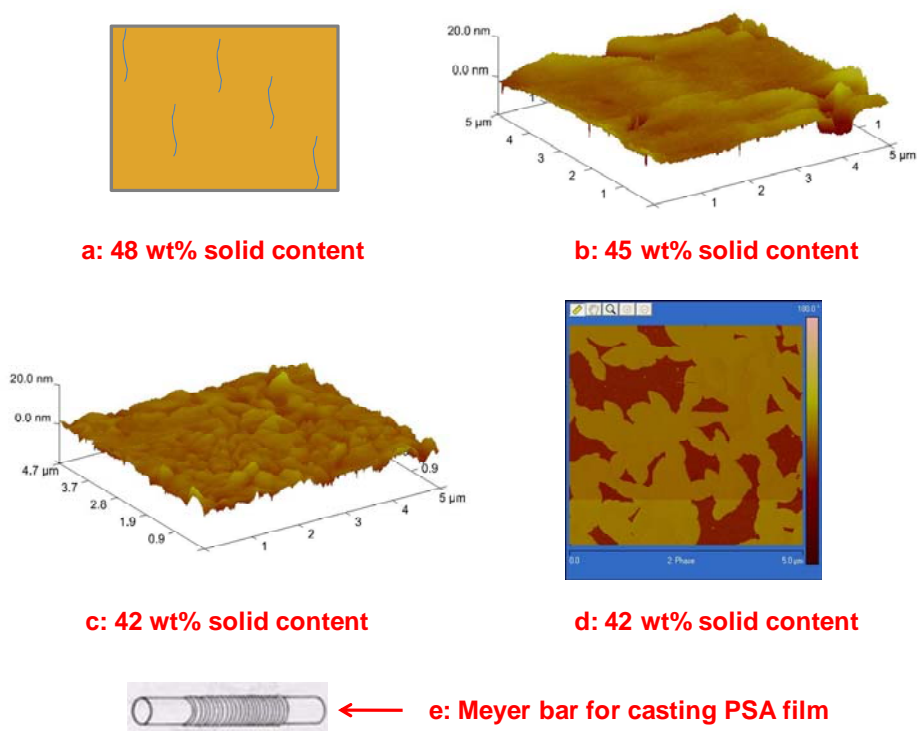 20.0 nm
0.0 nm
5 µm
4
3
2
1
1
2
3
4
5 µm
1
a: 48 wt% solid content
b: 45 wt% solid content
20.0 nm
0.0 nm
4.7 µm
3.7
2.8
1.9
0.9
1
2
3
4
5 µm
0.9
100.0 °
0.0
2: Phase
5.0 µm
c: 42 wt% solid content
d: 42 wt% solid content
e: Meyer bar for casting PSA film